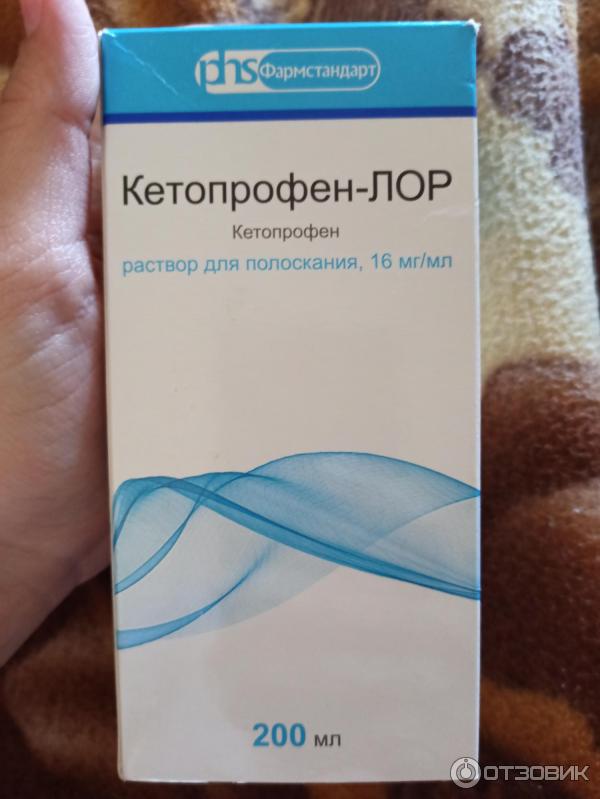 phs Фармстандарт
Кетопрофен-ЛОР
Кетопрофен
раствор для полоскания, 16 мг/мл
200 мл
ОТЗОВИК